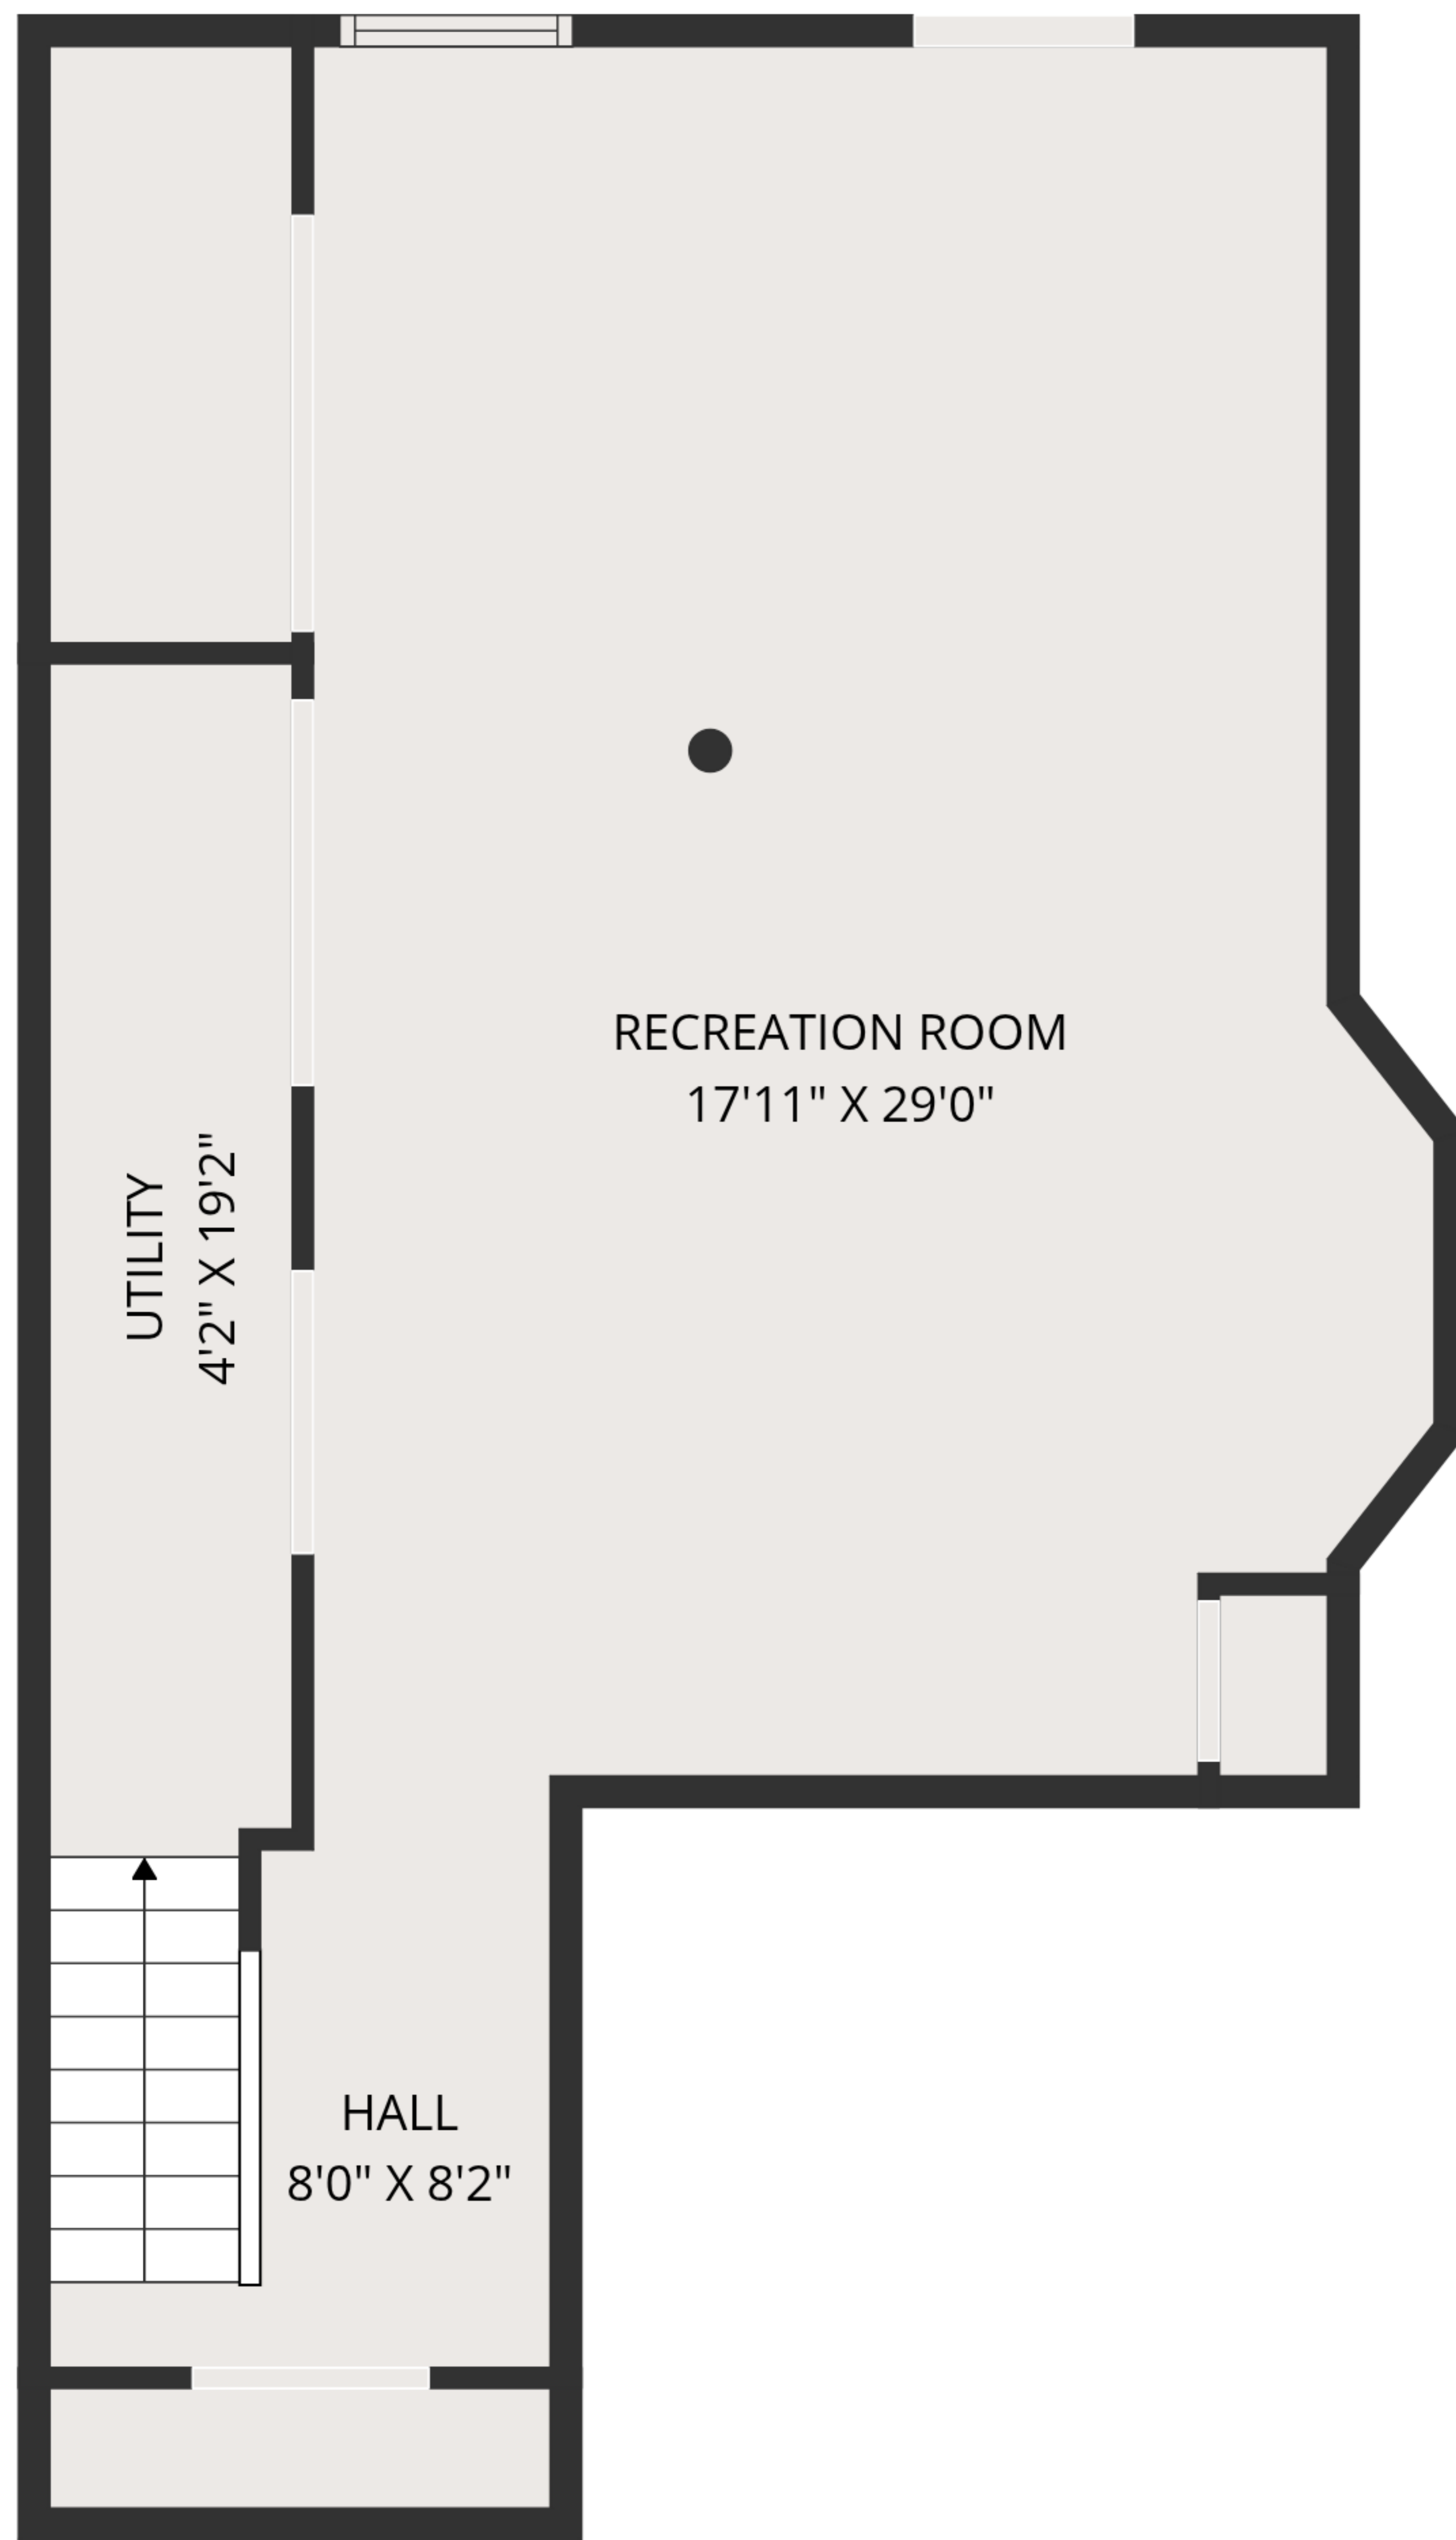 RECREATION ROOM
17'11" X 29'0"
UTILITY
4'2" X 19'2"
HALL
8'0" X 8'2"